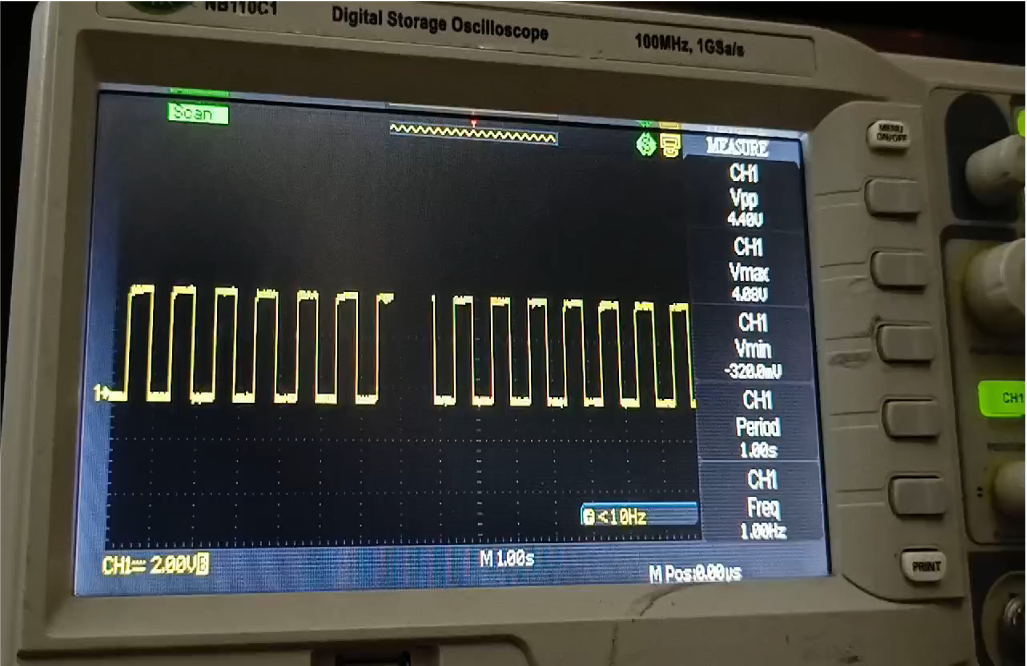 NB110C1
Digital Storage Oscilloscope
100MHz, 1GSa/s
Scan
T
MENU
ON/OFF
MEASURE
CH1
Vpp
4.40V
CH1
Vmax
4.08V
CH1
Vmin
-320.0mV
CH1
Period
1.00s
CH1
Freq
1.00Hz
1
CH1
<10Hz
CH1 2.00V B
M 1.00s
M Pos:0.00μs
PRINT